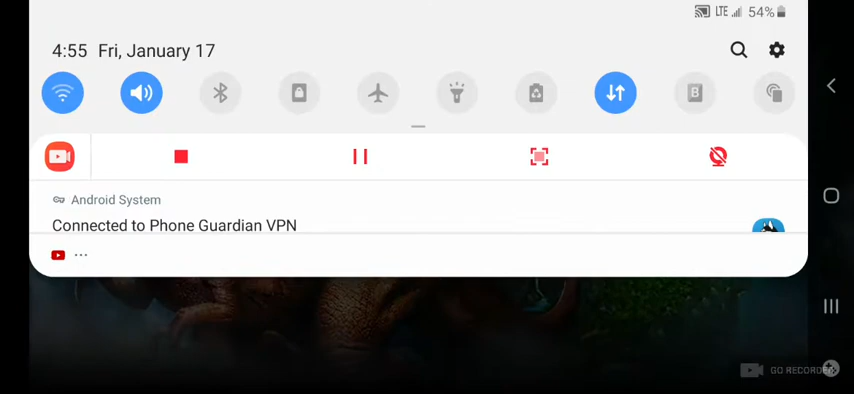 LTE 54%
4:55 Fri, January 17
B
Android System
Connected to Phone Guardian VPN
...
GO RECORDER